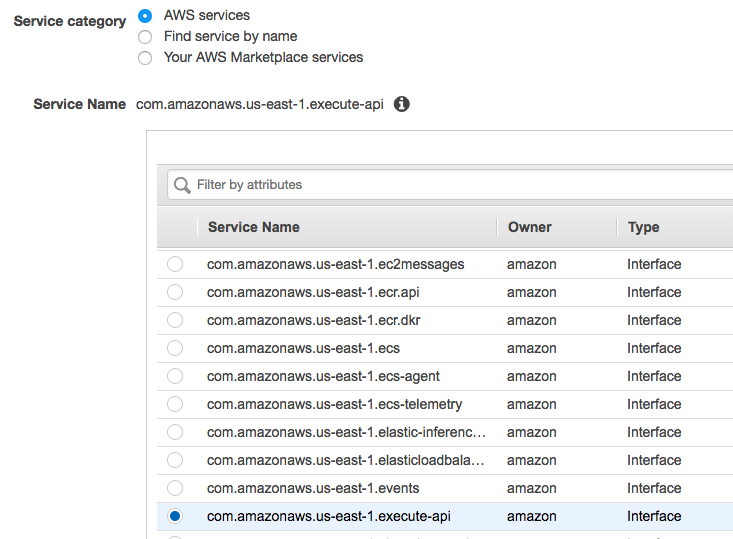 Service category AWS services
Find service by name
Your AWS Marketplace services
Service Name com.amazonaws.us-east-1.execute-api
Filter by attributes
Service Name Owner Type
com.amazonaws.us-east-1.ec2messages amazon Interface
com.amazonaws.us-east-1.ecr.api amazon Interface
com.amazonaws.us-east-1.ecr.dkr amazon Interface
com.amazonaws.us-east-1.ecs amazon Interface
com.amazonaws.us-east-1.ecs-agent amazon Interface
com.amazonaws.us-east-1.ecs-telemetry amazon Interface
com.amazonaws.us-east-1.elastic-inferenc… amazon Interface
com.amazonaws.us-east-1.elasticloadbala… amazon Interface
com.amazonaws.us-east-1.events amazon Interface
com.amazonaws.us-east-1.execute-api amazon Interface